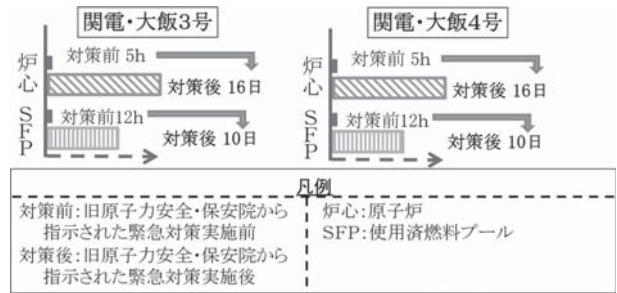 関電・大飯3号
炉心
対策前 5h
対策後 16日
SFP
対策前12h
対策後 10日
関電・大飯4号
炉心
対策前 5h
対策後 16日
SFP
対策前12h
対策後 10日
凡例
対策前:旧原子力安全・保安院から
指示された緊急対策実施前
対策後:旧原子力安全・保安院から
指示された緊急対策実施後
炉心:原子炉
SFP:使用済燃料プール